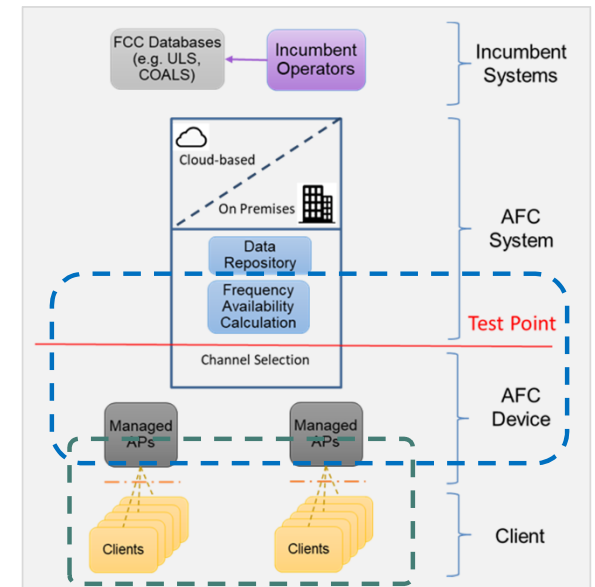 FCC Databases
(e.g. ULS,
COALS)
Incumbent
Operators
Incumbent
Systems
Cloud-based
On Premises
AFC
System
Data
Repository
Frequency
Availability
Calculation
Test Point
Channel Selection
AFC
Device
Managed
APs
Managed
APs
Clients
Clients
Client